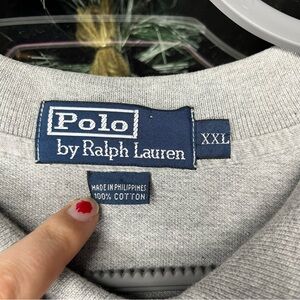 Polo
by Ralph Lauren
XXL
MADE IN PHILIPPINES
100% COTTON